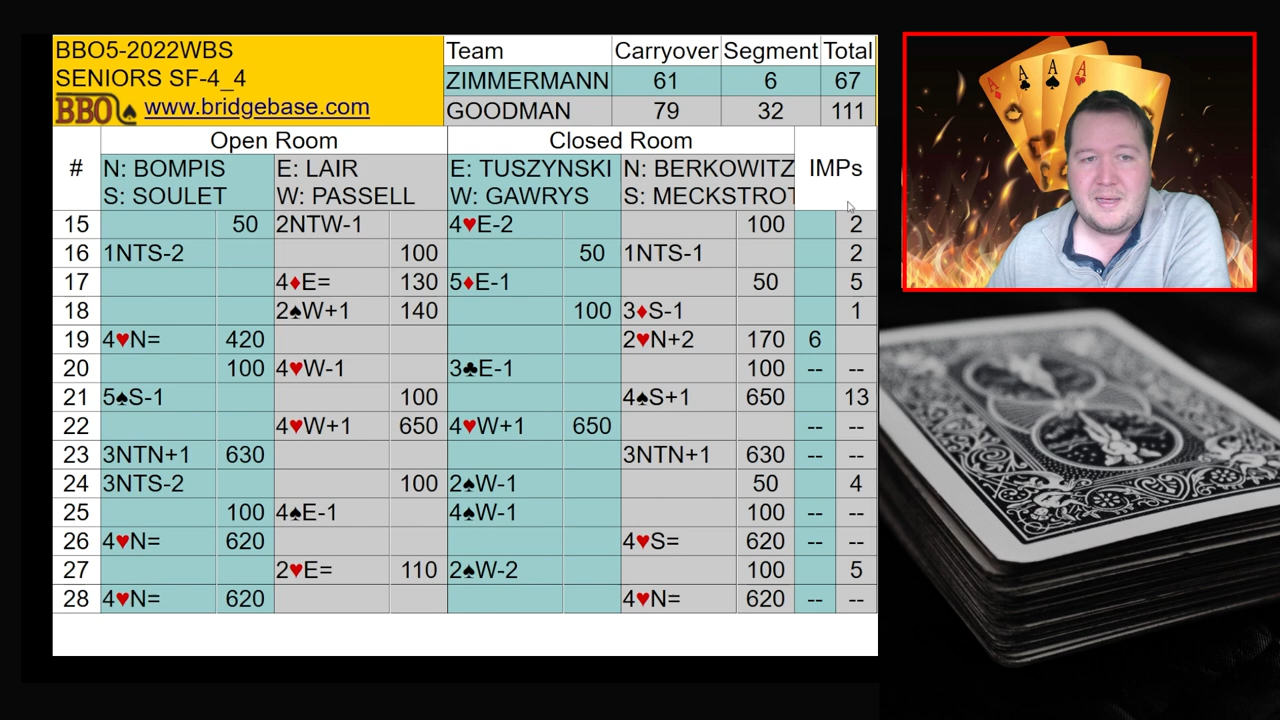 BBO5-2022WBS
SENIORS SF-4_4
BBO♠ www.bridgebase.com
Team Carryover Segment Total
ZIMMERMANN 61 6 67
GOODMAN 79 32 111
# Open Room Closed Room IMPs
N: BOMPIS E: LAIR E: TUSZYNSKI N: BERKOWITZ
S: SOULET W: PASSELL W: GAWRYS S: MECKSTROT
15 50 2NTW-1 4♥E-2 100 2
16 1NTS-2 100 50 1NTS-1 2
17 4♦E= 130 5♦E-1 50 5
18 2♠W+1 140 100 3♦S-1 1
19 4♥N= 420 2♥N+2 170 6
20 100 4♥W-1 3♣E-1 100 -- --
21 5♠S-1 100 4♠S+1 650 13
22 4♥W+1 650 4♥W+1 650 -- --
23 3NTN+1 630 3NTN+1 630 -- --
24 3NTS-2 100 2♠W-1 50 4
25 100 4♠E-1 4♠W-1 100 -- --
26 4♥N= 620 4♥S= 620 -- --
27 2♥E= 110 2♠W-2 100 5
28 4♥N= 620 4♥N= 620 -- --
A A A A